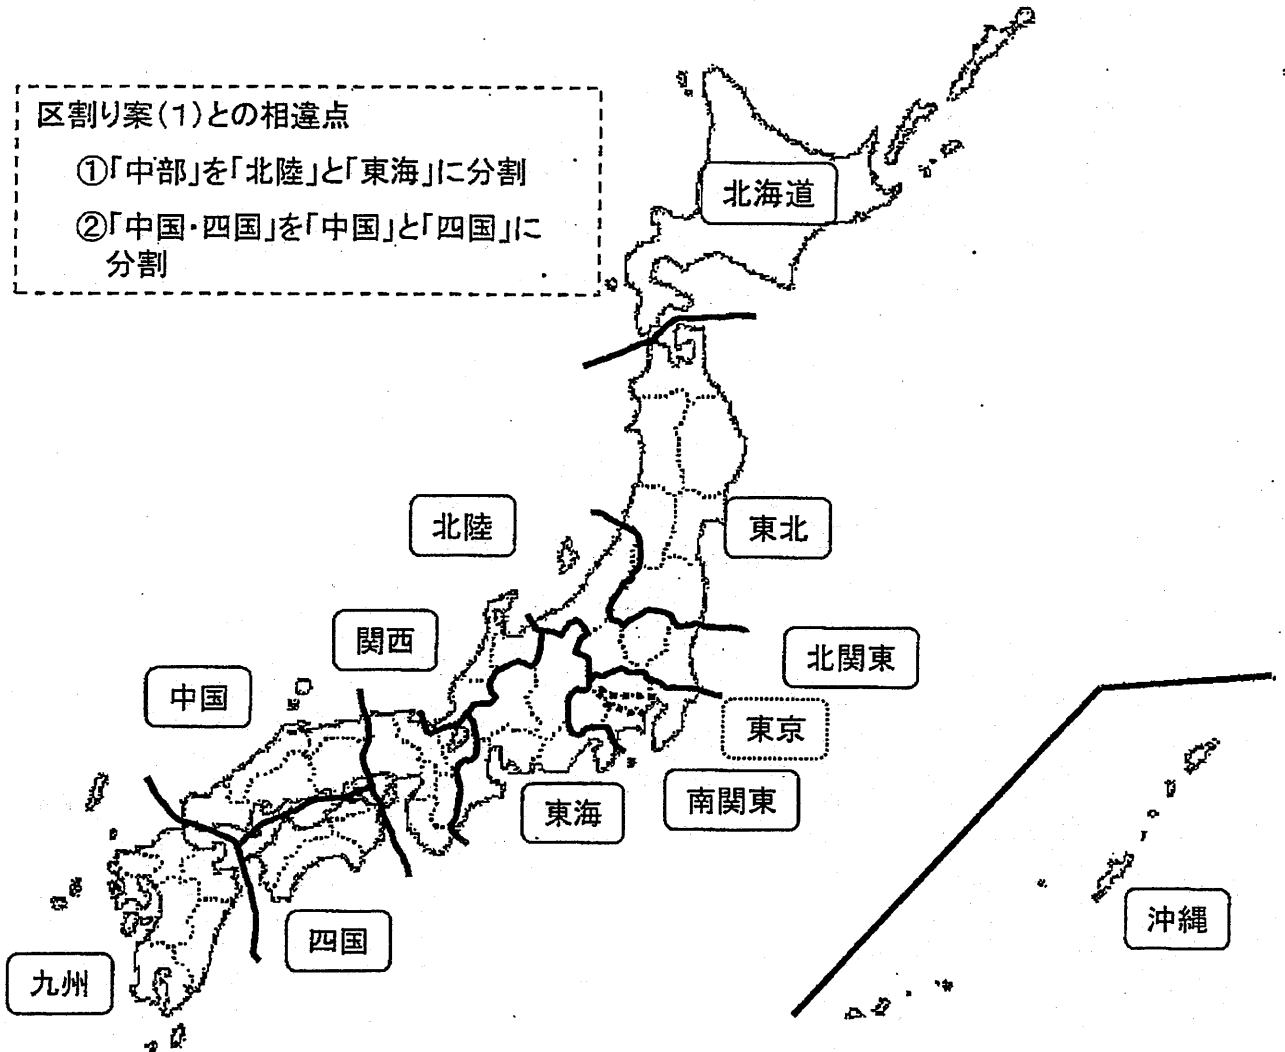 区割り案(1)との相違点
①「中部」を「北陸」と「東海」に分割
②「中国・四国」を「中国」と「四国」に
分割
北海道
北陸
東北
関西
北関東
中国
東京
東海
南関東
沖縄
四国
九州